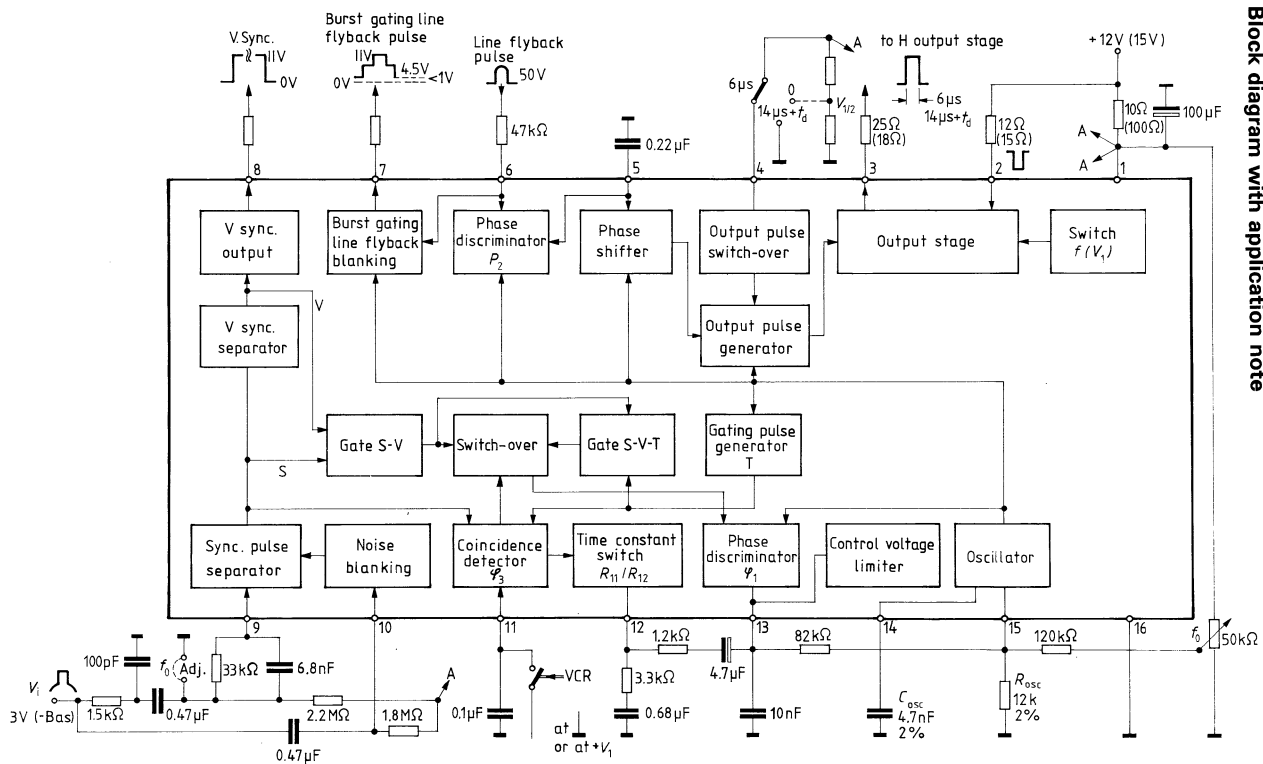 Block diagram with application note
V. Sync.
11V
0V
Burst gating line
flyback pulse
11V
4.5V
0V
<1V
Line flyback
pulse
50V
47kΩ
0.22µF
6µs
0
14µs+td
V1/2
A
to H output stage
6µs
14µs+td
25Ω
(18Ω)
12Ω
(15Ω)
+12V (15V)
10Ω
(100Ω)
100µF
A
A
8
7
6
5
4
3
2
1
V sync.
output
Burst gating
line flyback
blanking
Phase
discriminator
P2
Phase
shifter
Output pulse
switch-over
Output stage
Switch
f(V1)
V
V sync.
separator
Output pulse
generator
Gate S-V
Switch-over
Gate S-V-T
Gating pulse
generator
T
S
Sync. pulse
separator
Noise
blanking
Coincidence
detector
φ3
Time constant
switch
R11/R12
Phase
discriminator
φ1
Control voltage
limiter
Oscillator
9
10
11
12
13
14
15
16
Vi
3V (-Bas)
100pF
1.5kΩ
0.47µF
f0 Adj.
33kΩ
6.8nF
2.2MΩ
1.8MΩ
0.47µF
A
0.1µF
VCR
at
or at +V1
1.2kΩ
3.3kΩ
0.68µF
4.7µF
10nF
82kΩ
Cosc
4.7nF
2%
Rosc
12k
2%
120kΩ
f0
50kΩ